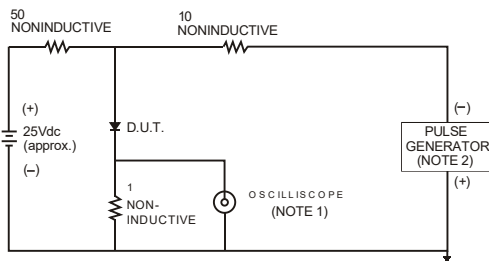 50
NONINDUCTIVE
10
NONINDUCTIVE
(+)
25Vdc
(approx.)
(–)
D.U.T.
1
NON-
INDUCTIVE
OSCILLISCOPE
(NOTE 1)
(–)
PULSE
GENERATOR
(NOTE 2)
(+)